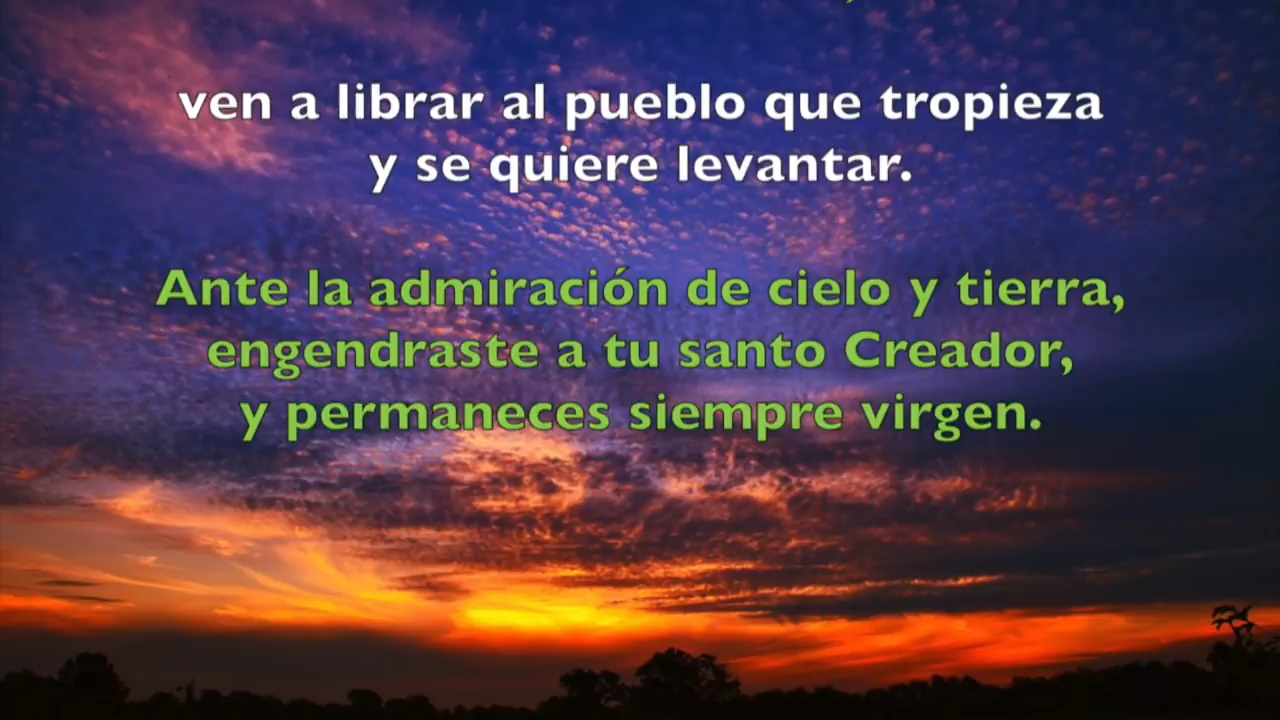 ven a librar al pueblo que tropieza
y se quiere levantar.
Ante la admiración de cielo y tierra,
engendraste a tu santo Creador,
y permaneces siempre virgen.